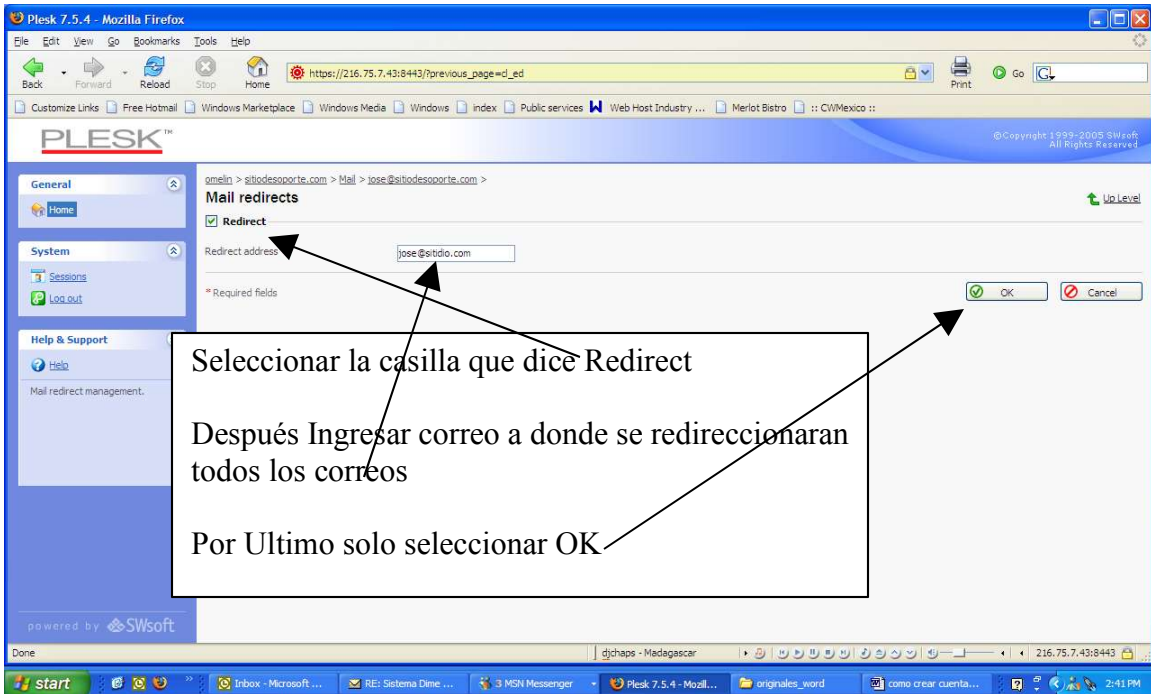 Plesk 7.5.4 - Mozilla Firefox
File Edit View Go Bookmarks Tools Help
Back Forward Reload Stop Home https://216.75.7.43:8443/?previous_page=cl_ed Print Go
Customize Links Free Hotmail Windows Marketplace Windows Media Windows index Public services Web Host Industry ... Merlot Bistro :: CWMexico ::
PLESK™
©Copyright 1999-2005 SWsoft
All Rights Reserved
General
Home
System
Sessions
Log out
Help & Support
Help
Mail redirect management.
omelin > sitiodesoporte.com > Mail > jose@sitiodesoporte.com >
Mail redirects
Up Level
Redirect
Redirect address
jose@sitidio.com
* Required fields
OK Cancel
Seleccionar la casilla que dice Redirect
Después Ingresar correo a donde se redireccionaran
todos los correos
Por Ultimo solo seleccionar OK
powered by SWsoft
Done djchaps - Madagascar 216.75.7.43:8443
start Inbox - Microsoft ... RE: Sistema Dime ... 3 MSN Messenger Plesk 7.5.4 - Mozill... originales_word como crear cuenta... 2:41 PM